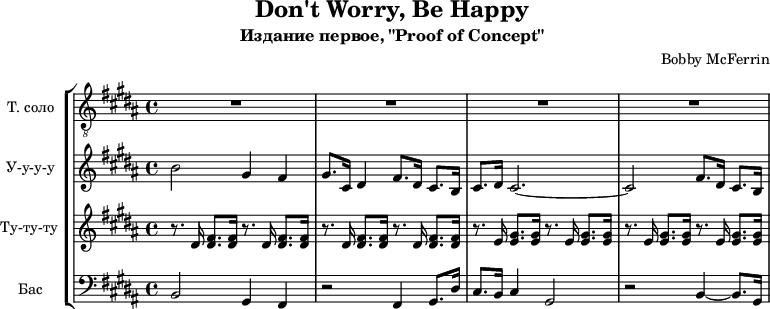 Don't Worry, Be Happy
Издание первое, "Proof of Concept"
Bobby McFerrin
Т. соло
У-у-у-у
Ту-ту-ту
Бас